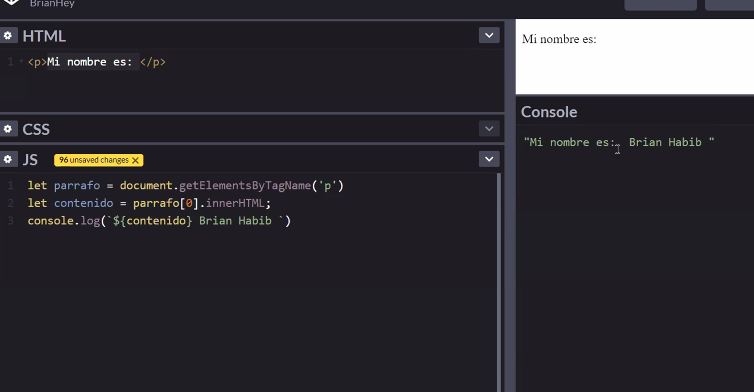 BrianHey
HTML
1 <p>Mi nombre es: </p>
CSS
JS 96 unsaved changes ×
1 let parrafo = document.getElementsByTagName('p')
2 let contenido = parrafo[0].innerHTML;
3 console.log(`${contenido} Brian Habib `)
Mi nombre es:
Console
"Mi nombre es:  Brian Habib "